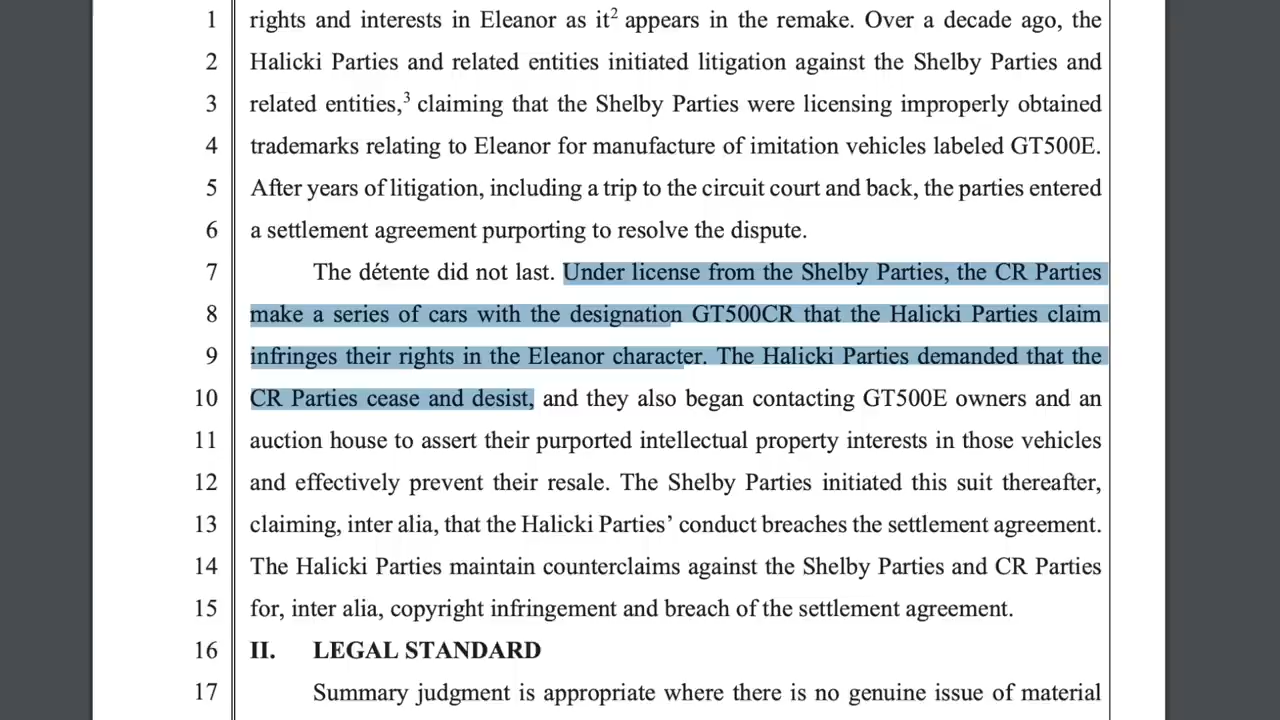 1 rights and interests in Eleanor as it² appears in the remake. Over a decade ago, the
2 Halicki Parties and related entities initiated litigation against the Shelby Parties and
3 related entities,³ claiming that the Shelby Parties were licensing improperly obtained
4 trademarks relating to Eleanor for manufacture of imitation vehicles labeled GT500E.
5 After years of litigation, including a trip to the circuit court and back, the parties entered
6 a settlement agreement purporting to resolve the dispute.
7 The détente did not last. Under license from the Shelby Parties, the CR Parties
8 make a series of cars with the designation GT500CR that the Halicki Parties claim
9 infringes their rights in the Eleanor character. The Halicki Parties demanded that the
10 CR Parties cease and desist, and they also began contacting GT500E owners and an
11 auction house to assert their purported intellectual property interests in those vehicles
12 and effectively prevent their resale. The Shelby Parties initiated this suit thereafter,
13 claiming, inter alia, that the Halicki Parties’ conduct breaches the settlement agreement.
14 The Halicki Parties maintain counterclaims against the Shelby Parties and CR Parties
15 for, inter alia, copyright infringement and breach of the settlement agreement.
16 II. LEGAL STANDARD
17 Summary judgment is appropriate where there is no genuine issue of material